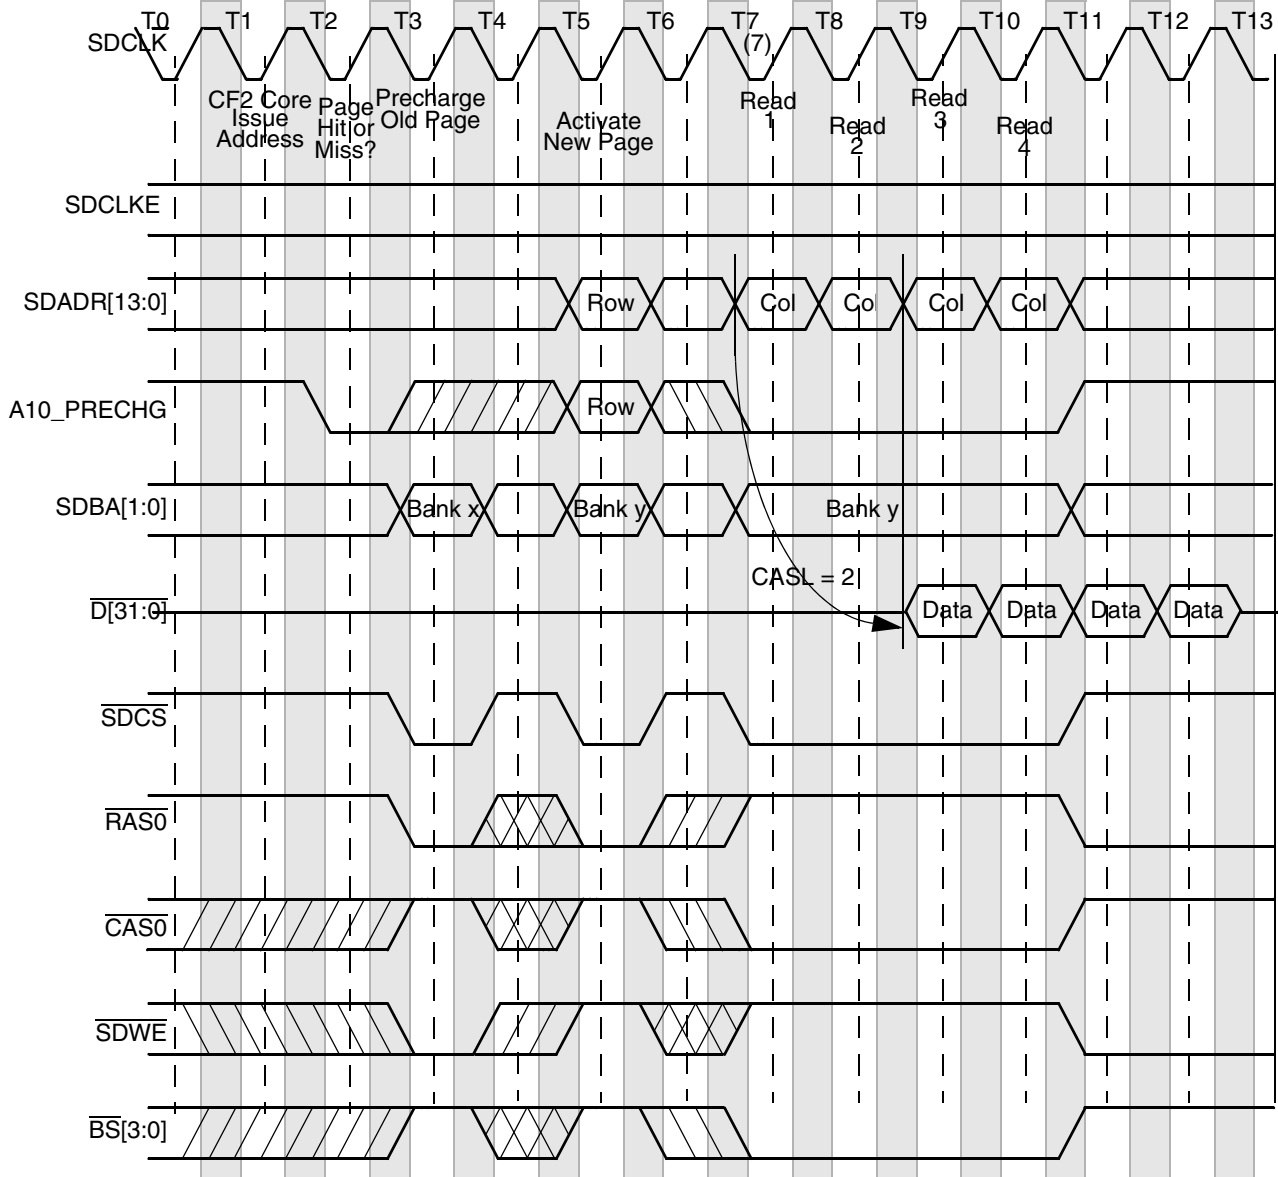 T0 T1 T2 T3 T4 T5 T6 T7 T8 T9 T10 T11 T12 T13
SDCLK
(7)
CF2 Core
Issue
Address
Page
Hit or
Miss?
Precharge
Old Page
Activate
New Page
Read
1
Read
2
Read
3
Read
4
SDCLKE
SDADR[13:0] Row Col Col Col Col
A10_PRECHG Row
SDBA[1:0] Bank x Bank y Bank y
CASL = 2
D[31:0] Data Data Data Data
SDCS
RAS0
CAS0
SDWE
BS[3:0]